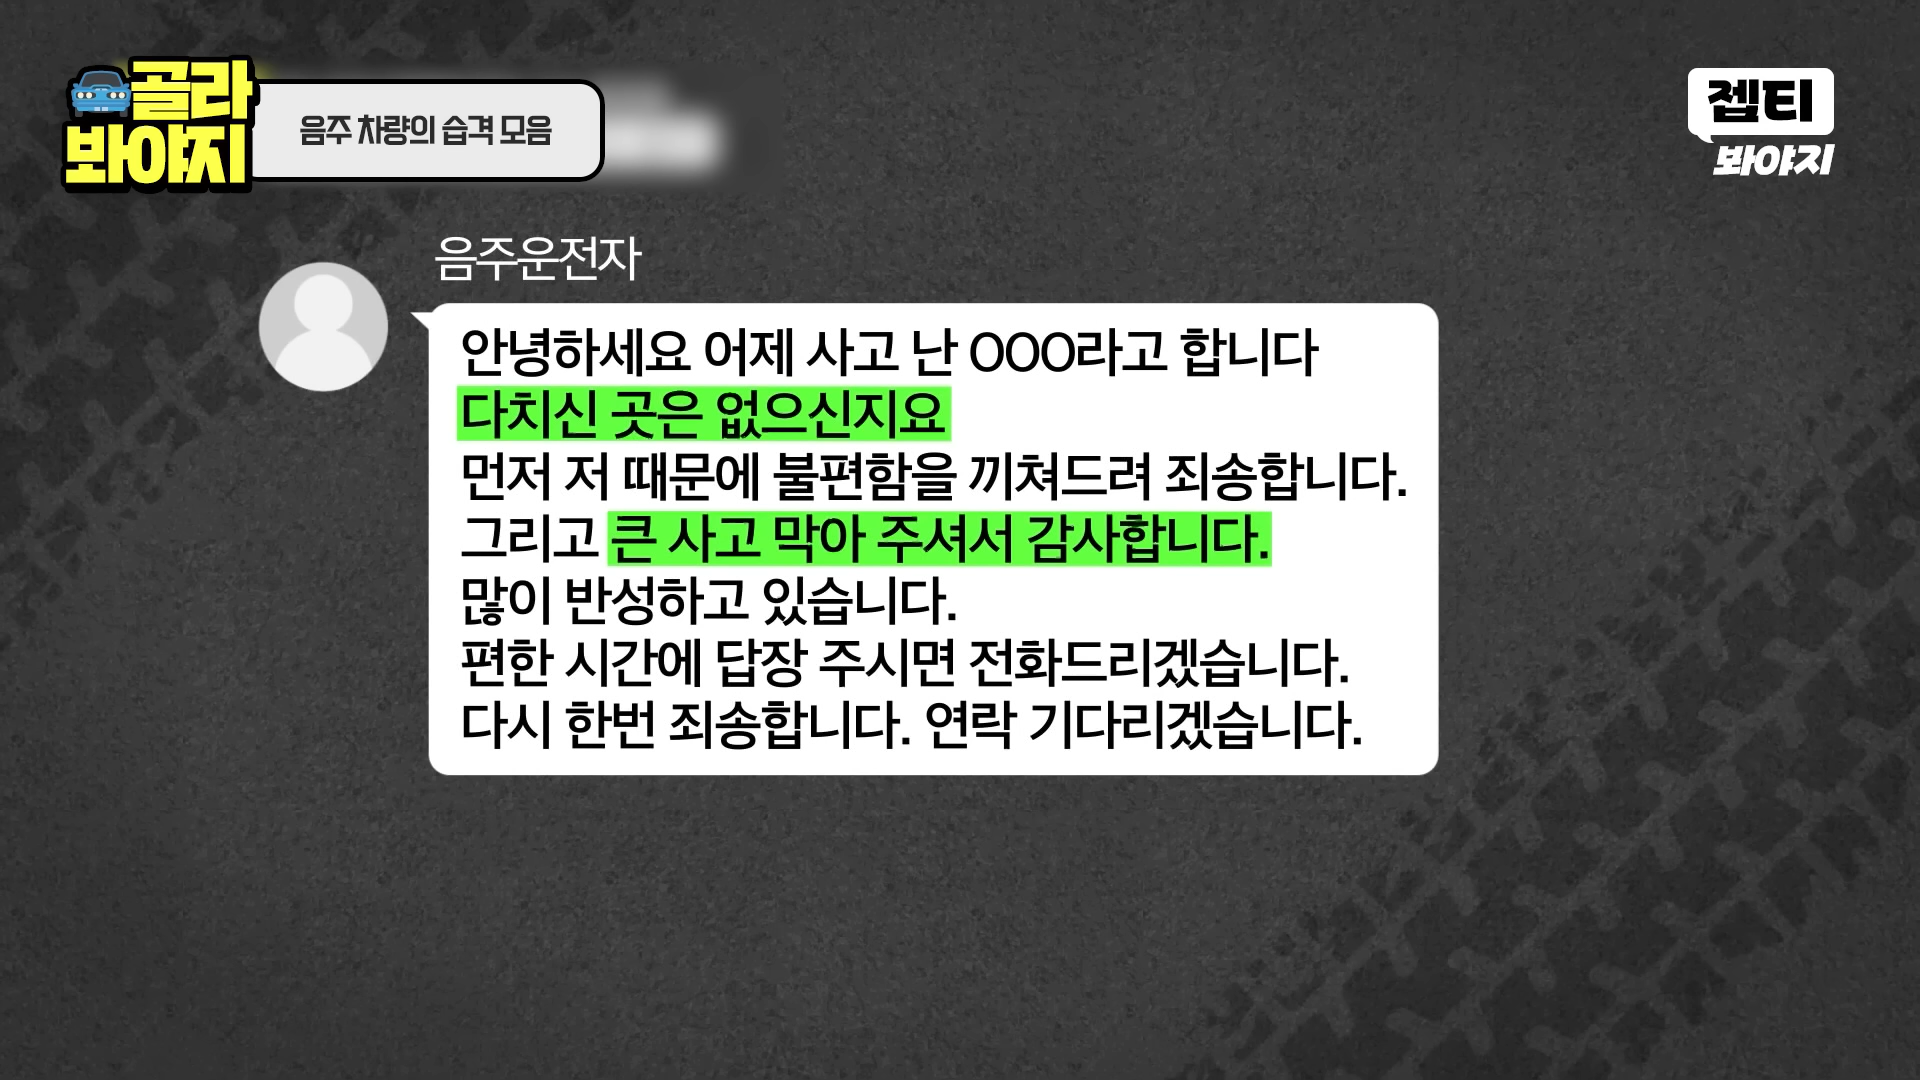 골라
봐야지
음주 차량의 습격 모음
젭티
봐야지
음주운전자
안녕하세요 어제 사고 난 OOO라고 합니다
다치신 곳은 없으신지요
먼저 저 때문에 불편함을 끼쳐드려 죄송합니다.
그리고 큰 사고 막아 주셔서 감사합니다.
많이 반성하고 있습니다.
편한 시간에 답장 주시면 전화드리겠습니다.
다시 한번 죄송합니다. 연락 기다리겠습니다.